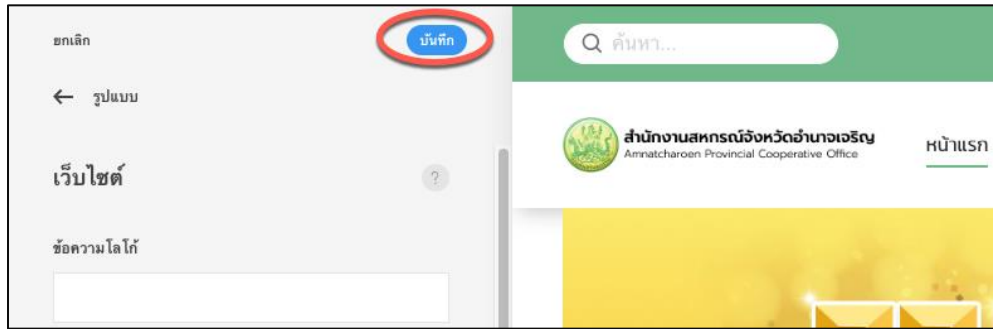 ยกเลิก
บันทึก
← รูปแบบ
เว็บไซต์
?
ข้อความโลโก้
ค้นหา...
สำนักงานสหกรณ์จังหวัดอำนาจเจริญ
Amnatcharoen Provincial Cooperative Office
หน้าแรก